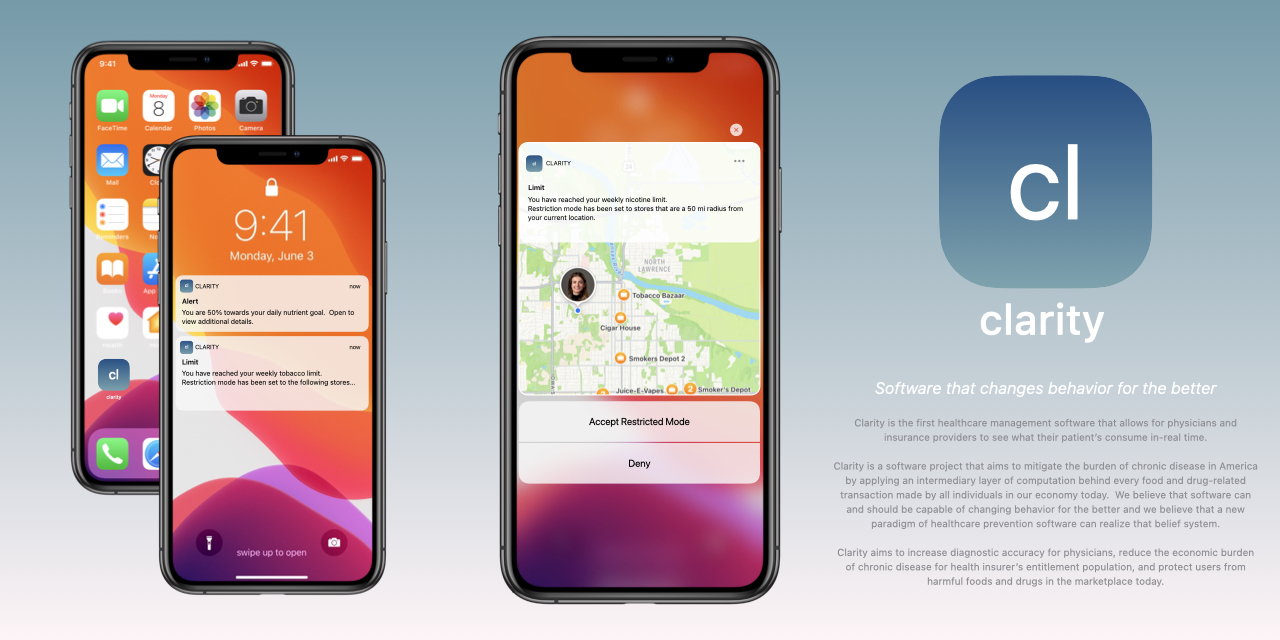 9:41
FaceTime
Monday
8
Calendar
Photos
Camera
Mail
Reminders
Books
App
Health
cl
clarity
9:41
Monday, June 3
cl
CLARITY
now
Alert
You are 50% towards your daily nutrient goal.  Open to
view additional details.
cl
CLARITY
now
Limit
You have reached your weekly tobacco limit.
Restriction mode has been set to the following stores...
swipe up to open
cl
CLARITY
Limit
You have reached your weekly nicotine limit.
Restriction mode has been set to stores that are a 50 mi radius from
your current location.
24
NORTH
LAWRENCE
Tobacco Bazaar
Cigar House
Smokers Depot 2
Juice-E-Vapes
2
Smoker's Depot
Accept Restricted Mode
Deny
cl
clarity
Software that changes behavior for the better
Clarity is the first healthcare management software that allows for physicians and
insurance providers to see what their patient's consume in-real time.
Clarity is a software project that aims to mitigate the burden of chronic disease in America
by applying an intermediary layer of computation behind every food and drug-related
transaction made by all individuals in our economy today.  We believe that software can
and should be capable of changing behavior for the better and we believe that a new
paradigm of healthcare prevention software can realize that belief system.
Clarity aims to increase diagnostic accuracy for physicians, reduce the economic burden
of chronic disease for health insurer's entitlement population, and protect users from
harmful foods and drugs in the marketplace today.